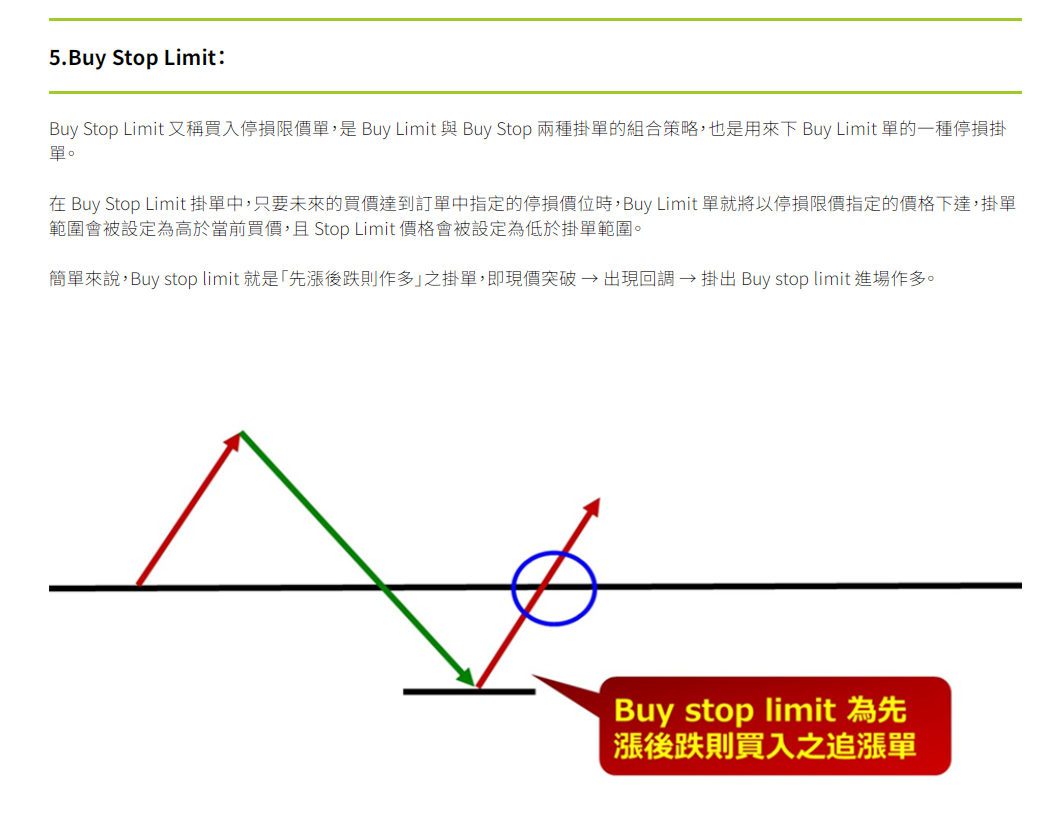 5.Buy Stop Limit：
Buy Stop Limit 又稱買入停損限價單，是 Buy Limit 與 Buy Stop 兩種掛單的組合策略，也是用來下 Buy Limit 單的一種停損掛
單。
在 Buy Stop Limit 掛單中，只要未來的買價達到訂單中指定的停損價位時，Buy Limit 單就將以停損限價指定的價格下達，掛單
範圍會被設定為高於當前買價，且 Stop Limit 價格會被設定為低於掛單範圍。
簡單來說，Buy stop limit 就是「先漲後跌則作多」之掛單，即現價突破 → 出現回調 → 掛出 Buy stop limit 進場作多。
Buy stop limit 為先
漲後跌則買入之追漲單